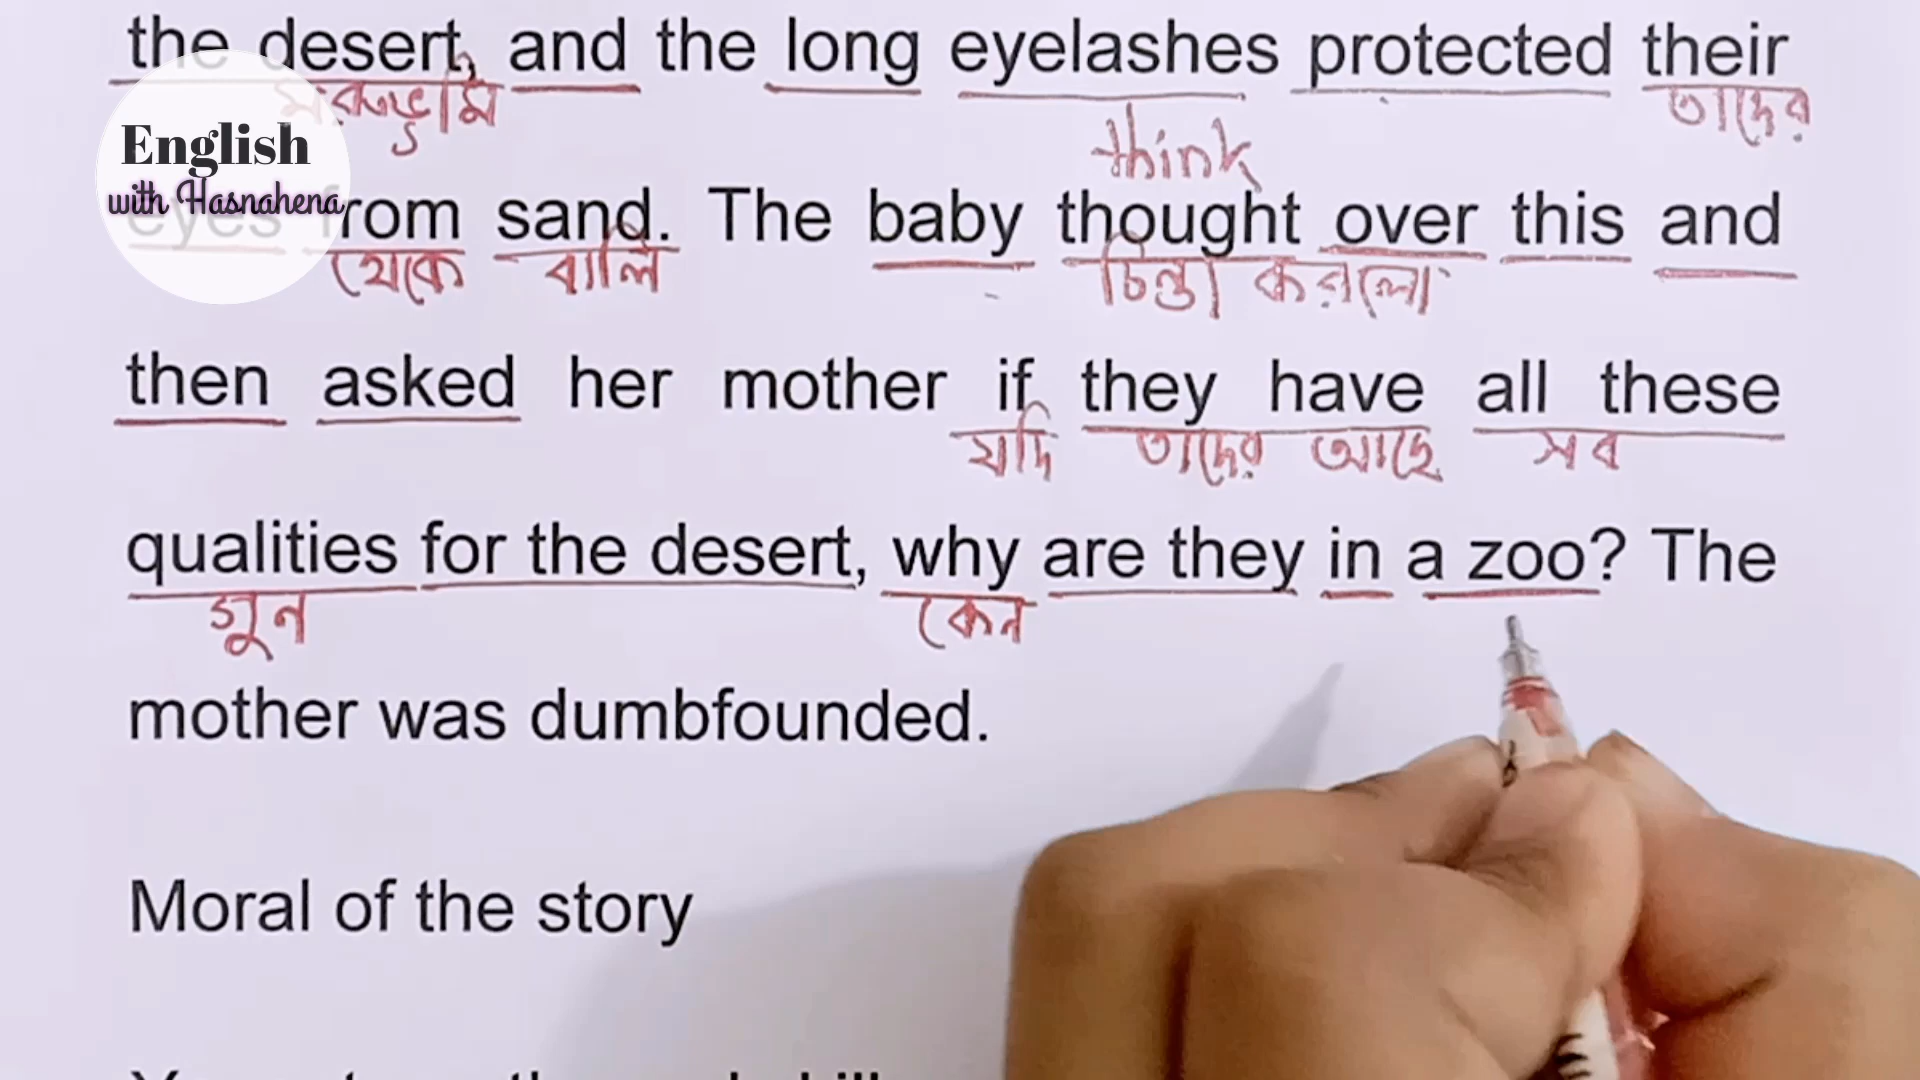 the desert, and the long eyelashes protected their
মরুভূমি তাদের
English
with Hasnahena
think
eyes from sand. The baby thought over this and
থেকে বালি চিন্তা করলো
then asked her mother if they have all these
যদি তাদের আছে সব
qualities for the desert, why are they in a zoo? The
গুন কেন
mother was dumbfounded.
Moral of the story